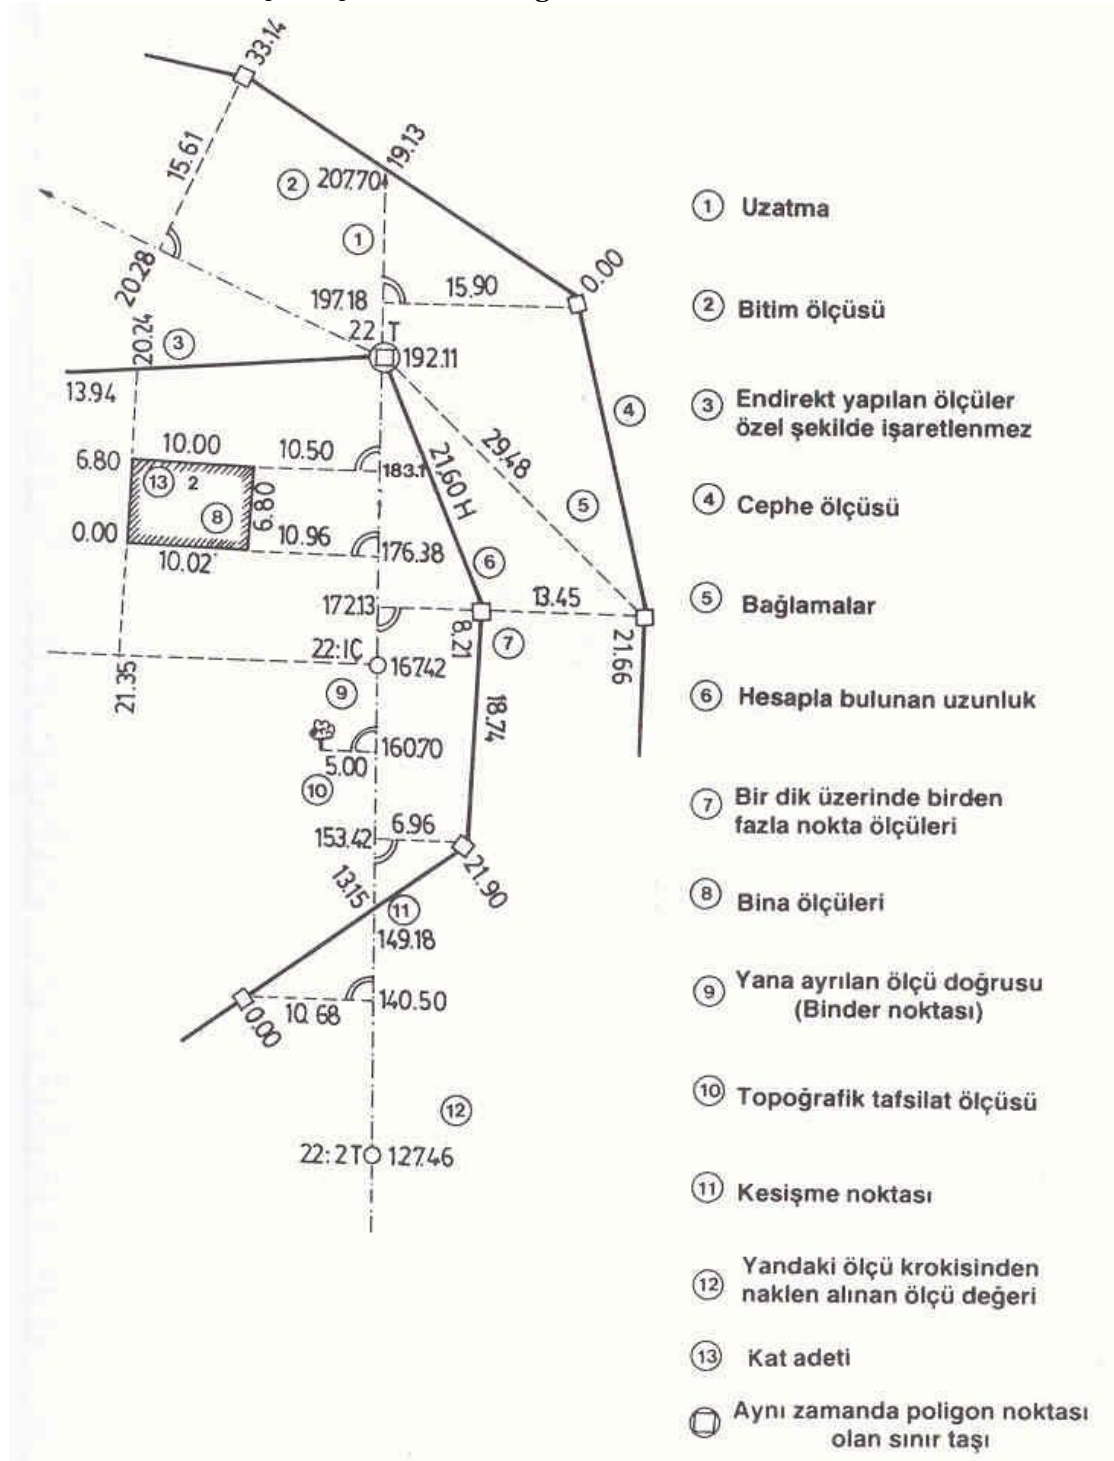 33.14
15.61
19.13
② 207.70
①
20.28
197.18
15.90
0.00
20.24
③
22 T
192.11
13.94
④
10.00
10.50
29.48
6.80
183.1
21,60 H
⑬ 2
⑤
⑧
6.80
0.00
10.96
176.38
10.02
⑥
172.13
13.45
8.21
⑦
21.66
22:1Ç
167.42
21.35
⑨
18.74
160.70
5.00
⑩
6.96
153.42
13.15
21.90
⑪
149.18
140.50
10.68
0.00
⑫
22:2T
127.46
① Uzatma
② Bitim ölçüsü
③ Endirekt yapılan ölçüler
özel şekilde işaretlenmez
④ Cephe ölçüsü
⑤ Bağlamalar
⑥ Hesapla bulunan uzunluk
⑦ Bir dik üzerinde birden
fazla nokta ölçüleri
⑧ Bina ölçüleri
⑨ Yana ayrılan ölçü doğrusu
(Binder noktası)
⑩ Topoğrafik tafsilat ölçüsü
⑪ Kesişme noktası
⑫ Yandaki ölçü krokisinden
naklen alınan ölçü değeri
⑬ Kat adeti
Aynı zamanda poligon noktası
olan sınır taşı